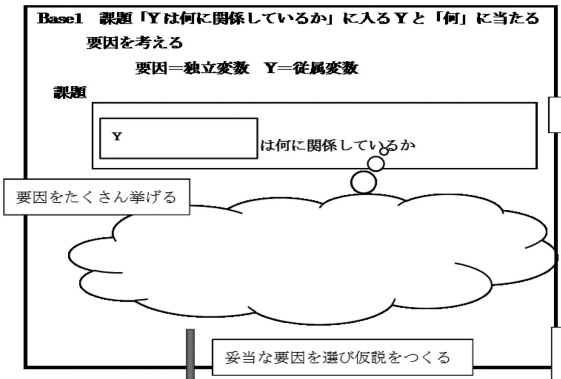 Base1　課題「Yは何に関係しているか」に入るYと「何」に当たる
要因を考える
要因＝独立変数　Y＝従属変数
課題
Y
は何に関係しているか
要因をたくさん挙げる
妥当な要因を選び仮説をつくる